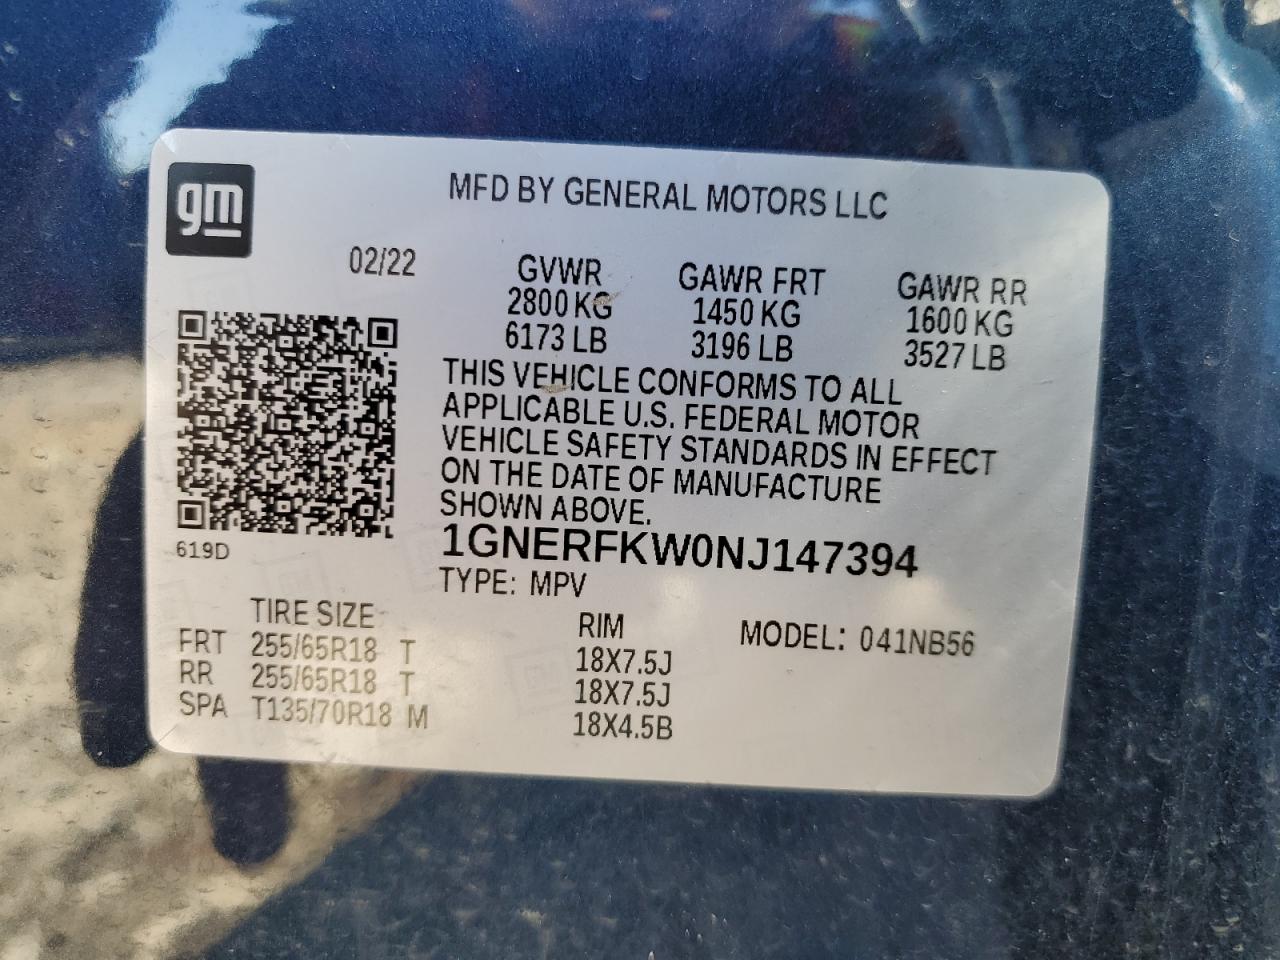 gm
MFD BY GENERAL MOTORS LLC
02/22
GVWR GAWR FRT GAWR RR
2800 KG 1450 KG 1600 KG
6173 LB 3196 LB 3527 LB
THIS VEHICLE CONFORMS TO ALL
APPLICABLE U.S. FEDERAL MOTOR
VEHICLE SAFETY STANDARDS IN EFFECT
ON THE DATE OF MANUFACTURE
SHOWN ABOVE.
619D
1GNERFKW0NJ147394
TYPE: MPV
TIRE SIZE RIM MODEL: 041NB56
FRT 255/65R18 T 18X7.5J
RR 255/65R18 T 18X7.5J
SPA T135/70R18 M 18X4.5B